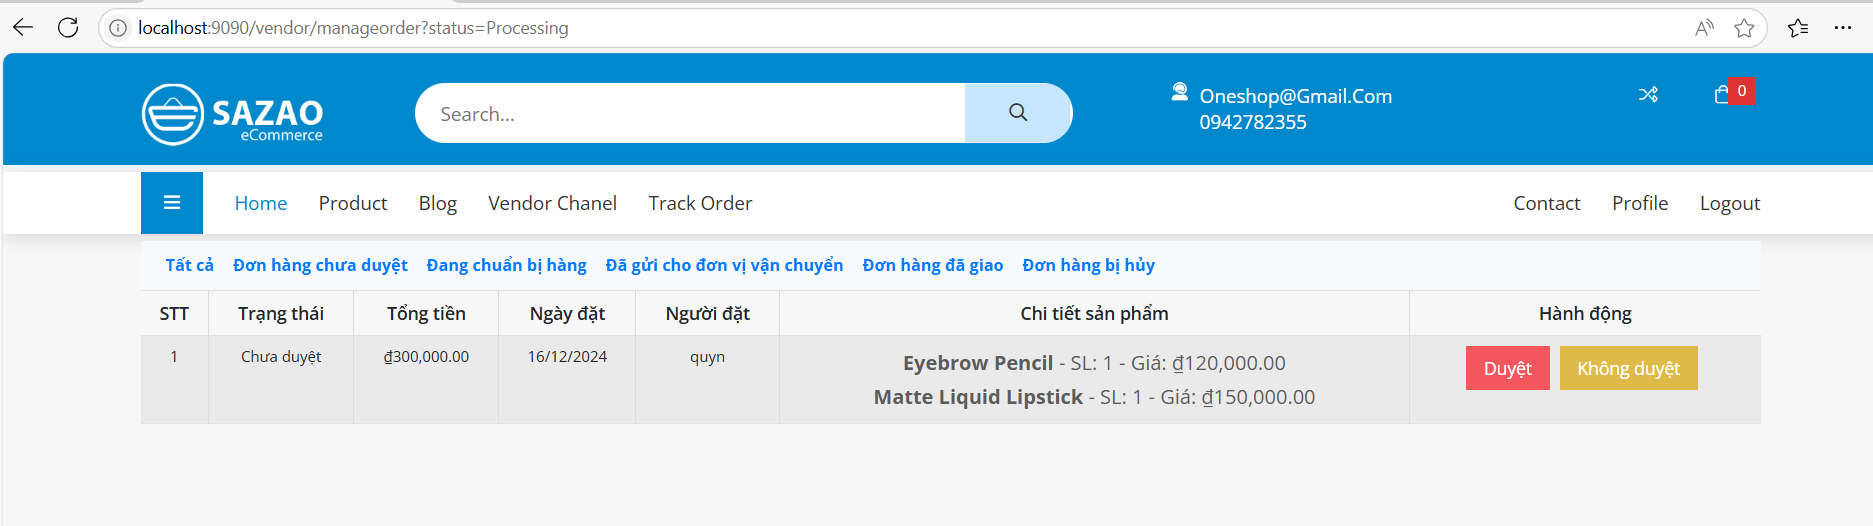 localhost:9090/vendor/manageorder?status=Processing
SAZAO
eCommerce
Search...
Oneshop@Gmail.Com
0942782355
0
Home Product Blog Vendor Chanel Track Order Contact Profile Logout
Tất cả Đơn hàng chưa duyệt Đang chuẩn bị hàng Đã gửi cho đơn vị vận chuyển Đơn hàng đã giao Đơn hàng bị hủy
STT Trạng thái Tổng tiền Ngày đặt Người đặt Chi tiết sản phẩm Hành động
1 Chưa duyệt ₫300,000.00 16/12/2024 quyn Eyebrow Pencil - SL: 1 - Giá: ₫120,000.00 Duyệt Không duyệt
Matte Liquid Lipstick - SL: 1 - Giá: ₫150,000.00